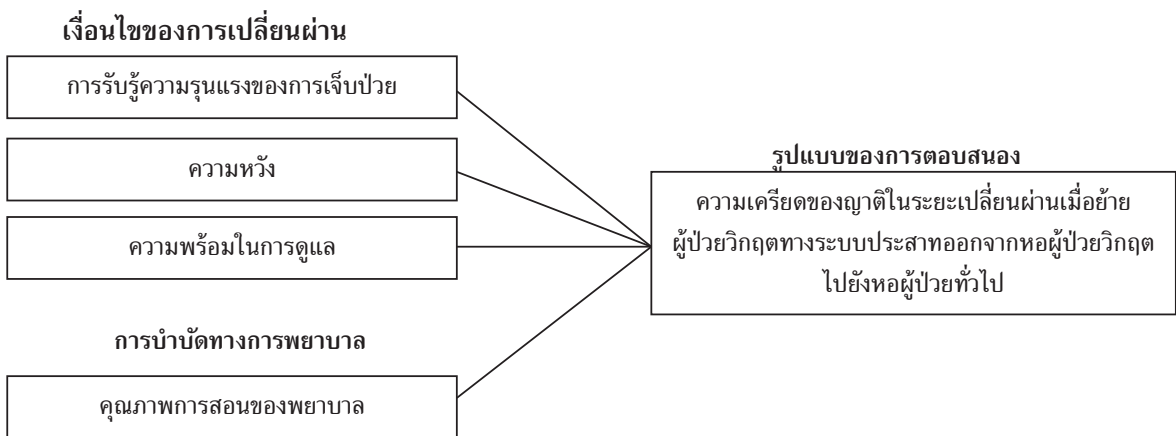 เงื่อนไขของการเปลี่ยนผ่าน
การรับรู้ความรุนแรงของการเจ็บป่วย
ความหวัง
ความพร้อมในการดูแล
การบำบัดทางการพยาบาล
คุณภาพการสอนของพยาบาล
รูปแบบของการตอบสนอง
ความเครียดของญาติในระยะเปลี่ยนผ่านเมื่อย้าย
ผู้ป่วยวิกฤตทางระบบประสาทออกจากหอผู้ป่วยวิกฤต
ไปยังหอผู้ป่วยทั่วไป